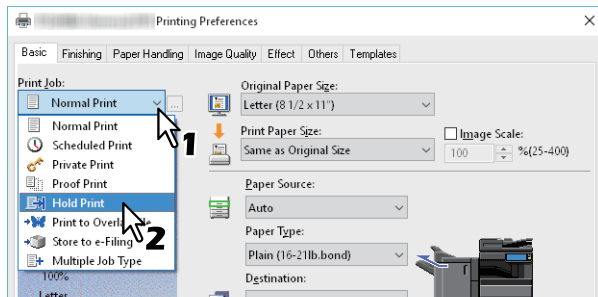 Printing Preferences
Basic Finishing Paper Handling Image Quality Effect Others Templates
Print Job:
Normal Print
...
Normal Print
Scheduled Print
Private Print
Proof Print
Hold Print
Print to
Store to e-Filing
Multiple Job Type
1
2
100%
Letter
Original Paper Size:
Letter (8 1/2 x 11")
Print Paper Size:
Same as Original Size
Image Scale:
100 %(25-400)
Paper Source:
Auto
Paper Type:
Plain (16-21lb.bond)
Destination: